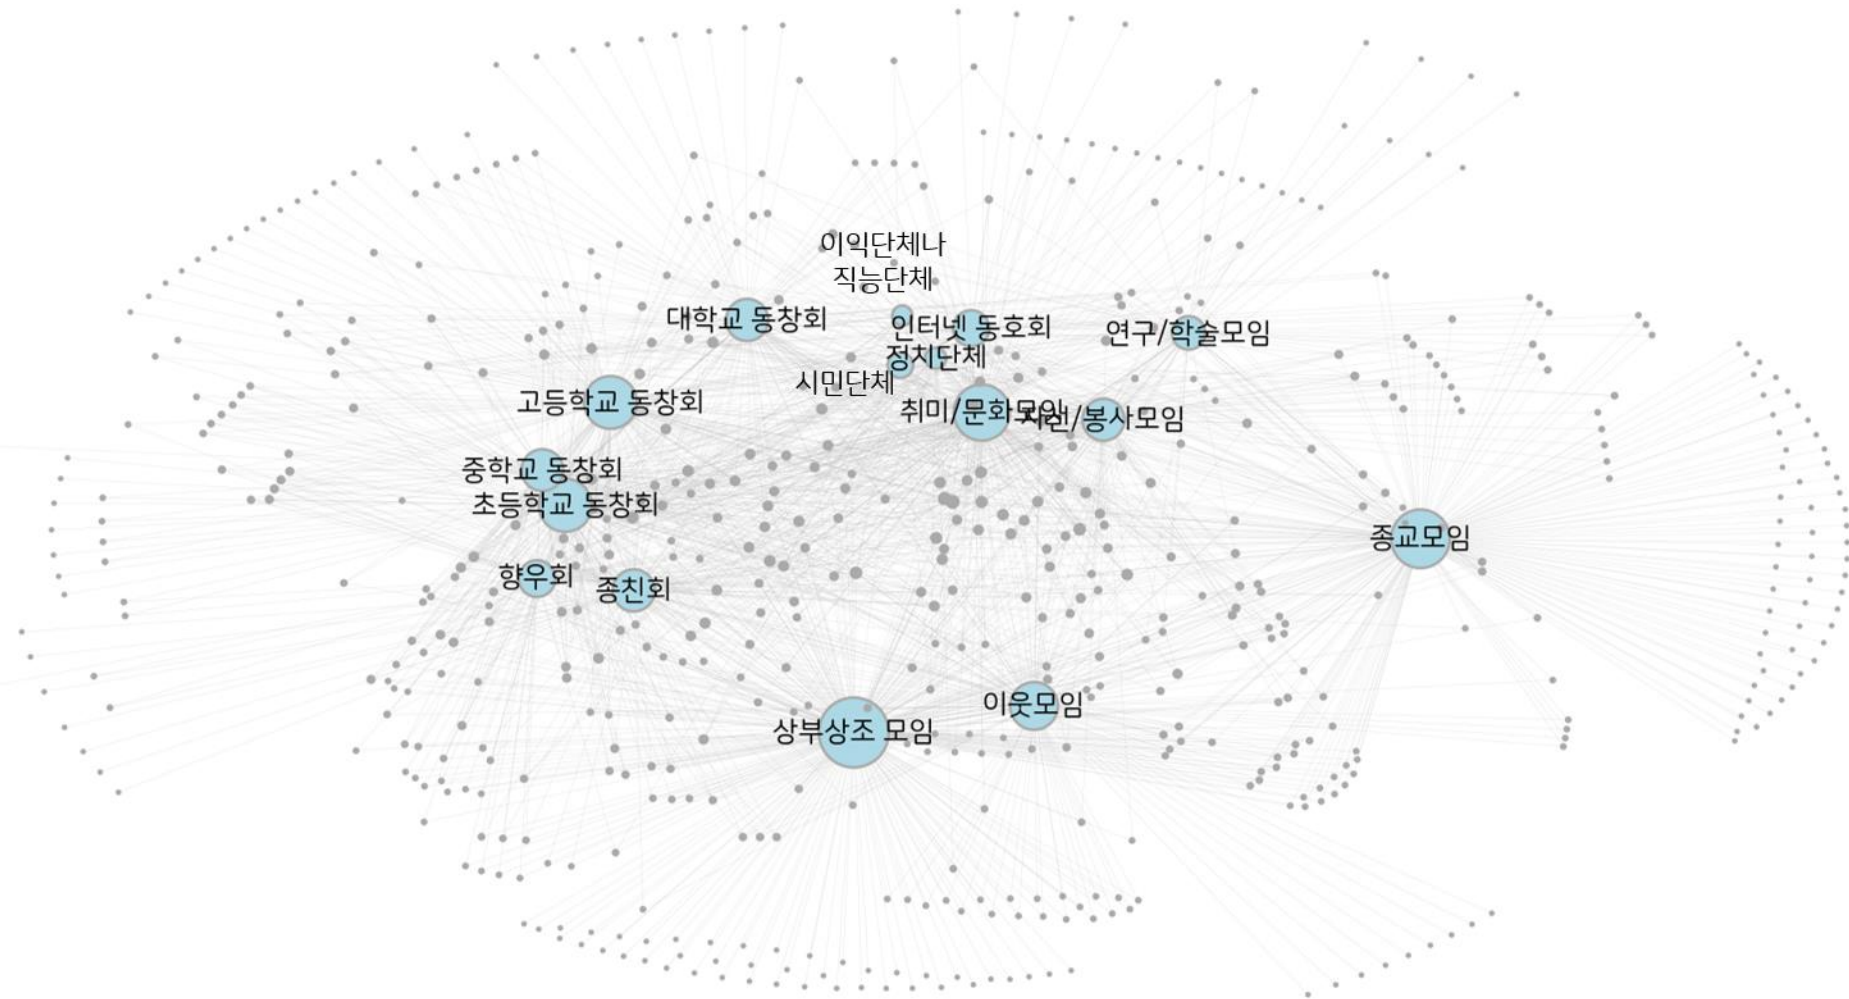 이익단체나
직능단체
대학교 동창회
인터넷 동호회
연구/학술모임
정치단체
시민단체
고등학교 동창회
취미/문화모임
자선/봉사모임
중학교 동창회
초등학교 동창회
종교모임
향우회
종친회
이웃모임
상부상조 모임